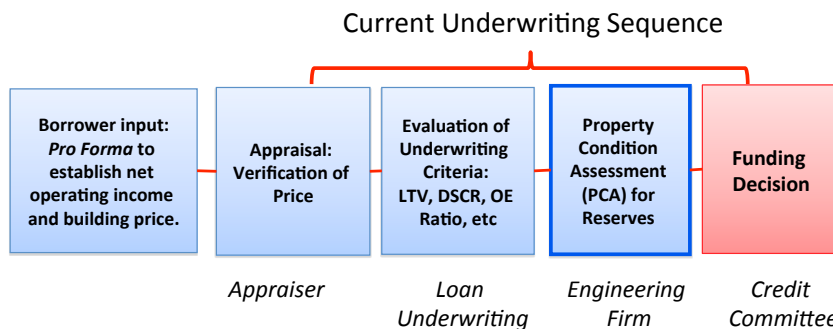 Current Underwriting Sequence
Borrower input:
Pro Forma to
establish net
operating income
and building price.
Appraisal:
Verification of
Price
Evaluation of
Underwriting
Criteria:
LTV, DSCR, OE
Ratio, etc
Property
Condition
Assessment
(PCA) for
Reserves
Funding
Decision
Appraiser
Loan
Underwriting
Engineering
Firm
Credit
Committee